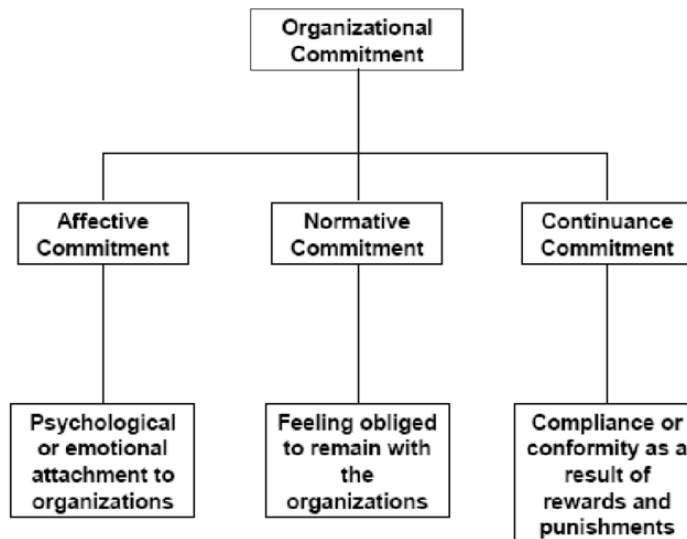 Organizational
Commitment
Affective
Commitment
Normative
Commitment
Continuance
Commitment
Psychological
or emotional
attachment to
organizations
Feeling obliged
to remain with
the
organizations
Compliance or
conformity as a
result of
rewards and
punishments